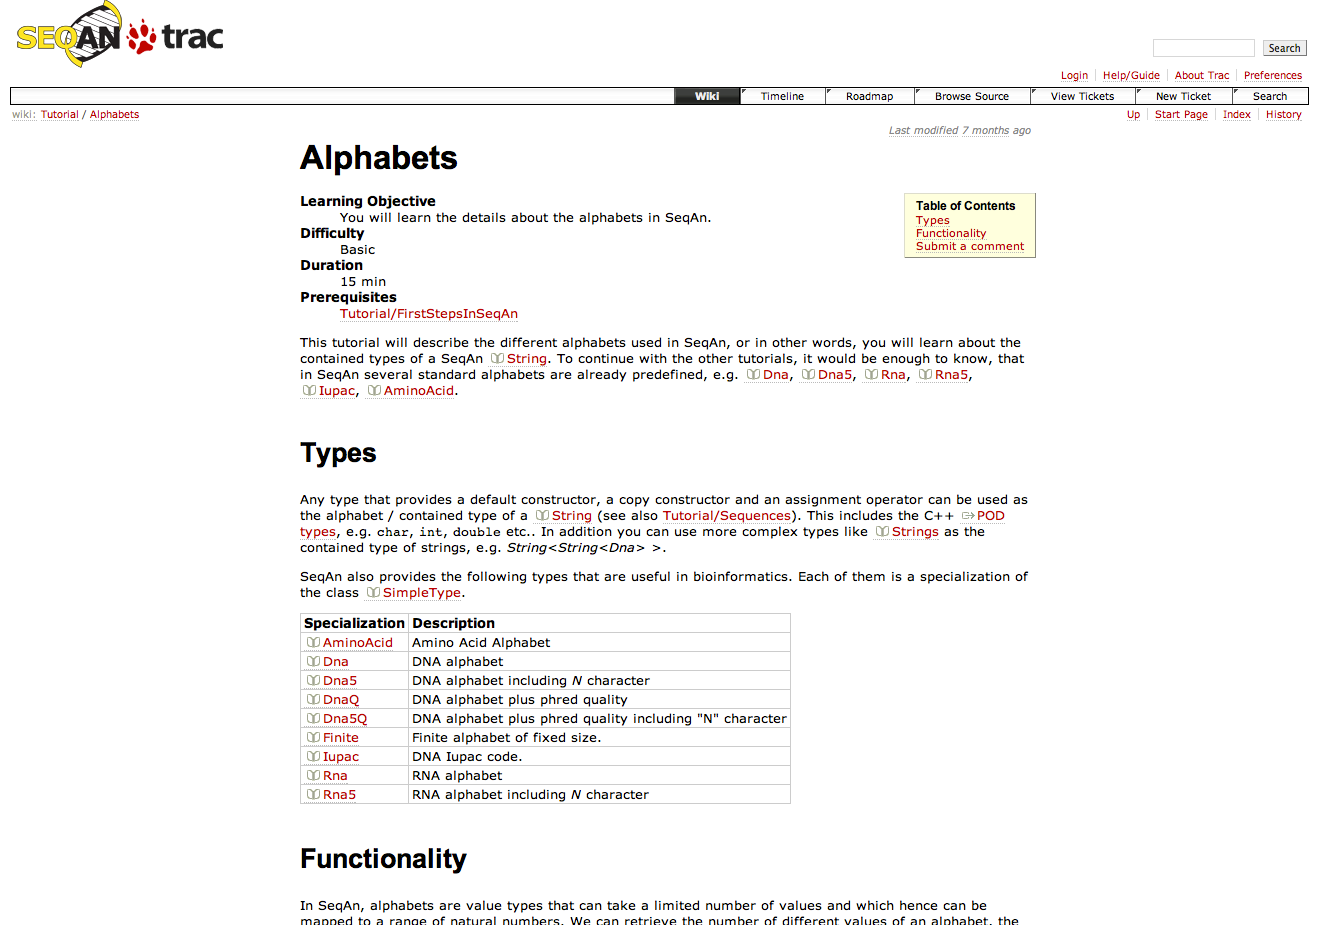 SEQAN trac
Search
Login Help/Guide About Trac Preferences
Wiki Timeline Roadmap Browse Source View Tickets New Ticket Search
wiki: Tutorial / Alphabets
Up Start Page Index History
Last modified 7 months ago
Alphabets
Learning Objective
You will learn the details about the alphabets in SeqAn.
Difficulty
Basic
Duration
15 min
Prerequisites
Tutorial/FirstStepsInSeqAn
Table of Contents
Types
Functionality
Submit a comment
This tutorial will describe the different alphabets used in SeqAn, or in other words, you will learn about the
contained types of a SeqAn String. To continue with the other tutorials, it would be enough to know, that
in SeqAn several standard alphabets are already predefined, e.g. Dna, Dna5, Rna, Rna5,
Iupac, AminoAcid.
Types
Any type that provides a default constructor, a copy constructor and an assignment operator can be used as
the alphabet / contained type of a String (see also Tutorial/Sequences). This includes the C++ POD
types, e.g. char, int, double etc.. In addition you can use more complex types like Strings as the
contained type of strings, e.g. String<String<Dna> >.
SeqAn also provides the following types that are useful in bioinformatics. Each of them is a specialization of
the class SimpleType.
Specialization Description
AminoAcid Amino Acid Alphabet
Dna DNA alphabet
Dna5 DNA alphabet including N character
DnaQ DNA alphabet plus phred quality
Dna5Q DNA alphabet plus phred quality including "N" character
Finite Finite alphabet of fixed size.
Iupac DNA Iupac code.
Rna RNA alphabet
Rna5 RNA alphabet including N character
Functionality
In SeqAn, alphabets are value types that can take a limited number of values and which hence can be
mapped to a range of natural numbers. We can retrieve the number of different values of an alphabet, the